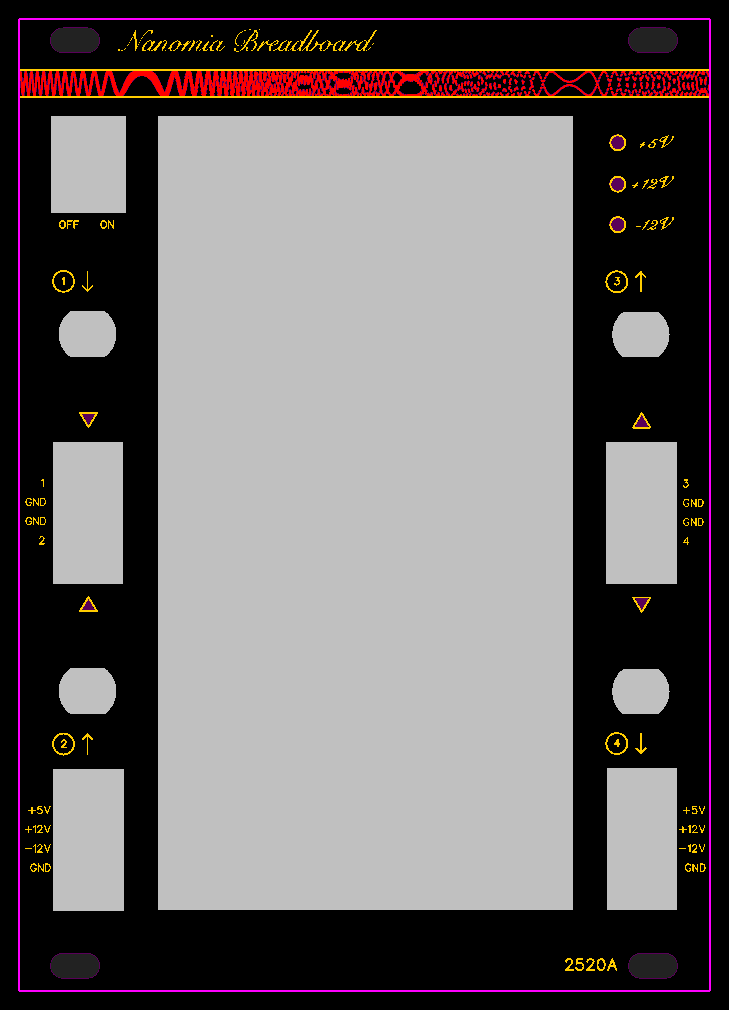 Nanomia Breadboard
+5V
+12V
-12V
OFF ON
1
3
1
GND
GND
2
3
GND
GND
4
2
4
+5V
+12V
-12V
GND
+5V
+12V
-12V
GND
2520A